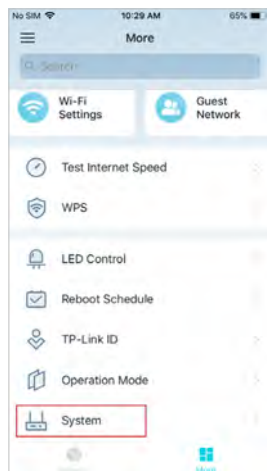 No SIM 10:29 AM 65%
More
Search
Wi-Fi
Settings
Guest
Network
Test Internet Speed
WPS
LED Control
Reboot Schedule
TP-Link ID
Operation Mode
System
More